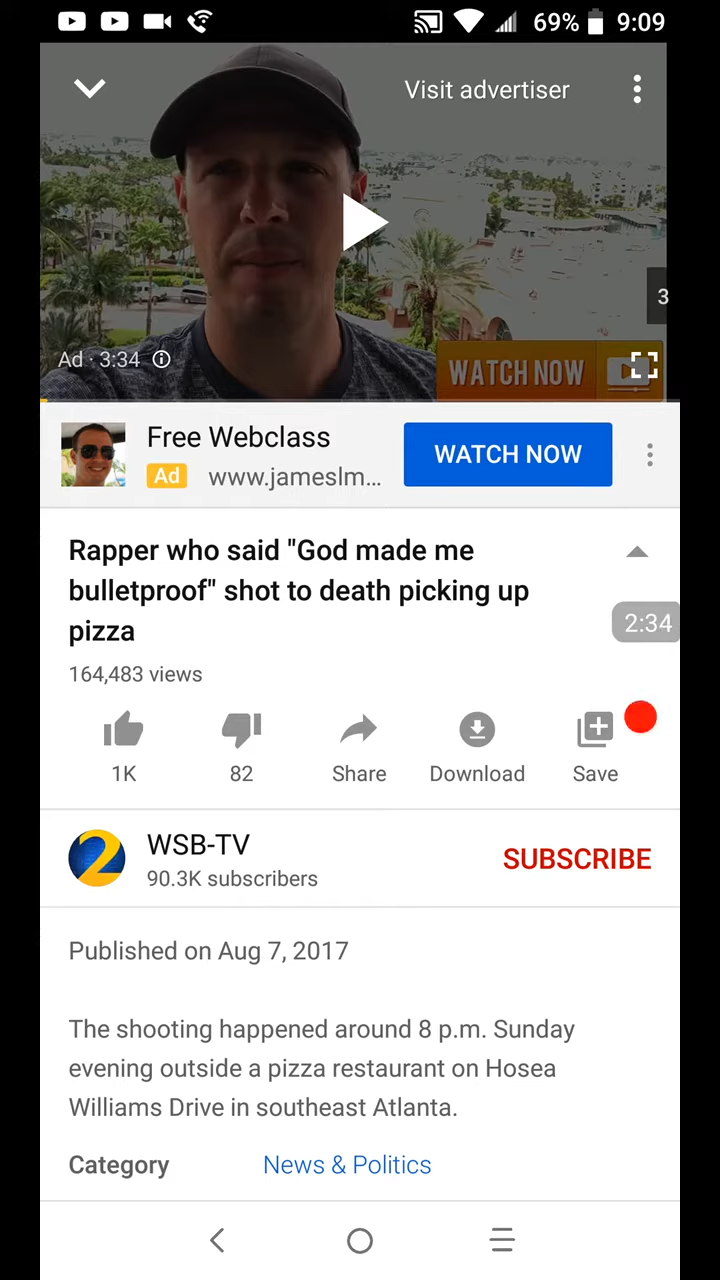 69% 9:09
Visit advertiser
3
Ad · 3:34
WATCH NOW
Free Webclass
Ad www.jameslm...
WATCH NOW
Rapper who said "God made me
bulletproof" shot to death picking up
pizza
2:34
164,483 views
1K 82 Share Download Save
2 WSB-TV
90.3K subscribers
SUBSCRIBE
Published on Aug 7, 2017
The shooting happened around 8 p.m. Sunday
evening outside a pizza restaurant on Hosea
Williams Drive in southeast Atlanta.
Category News & Politics